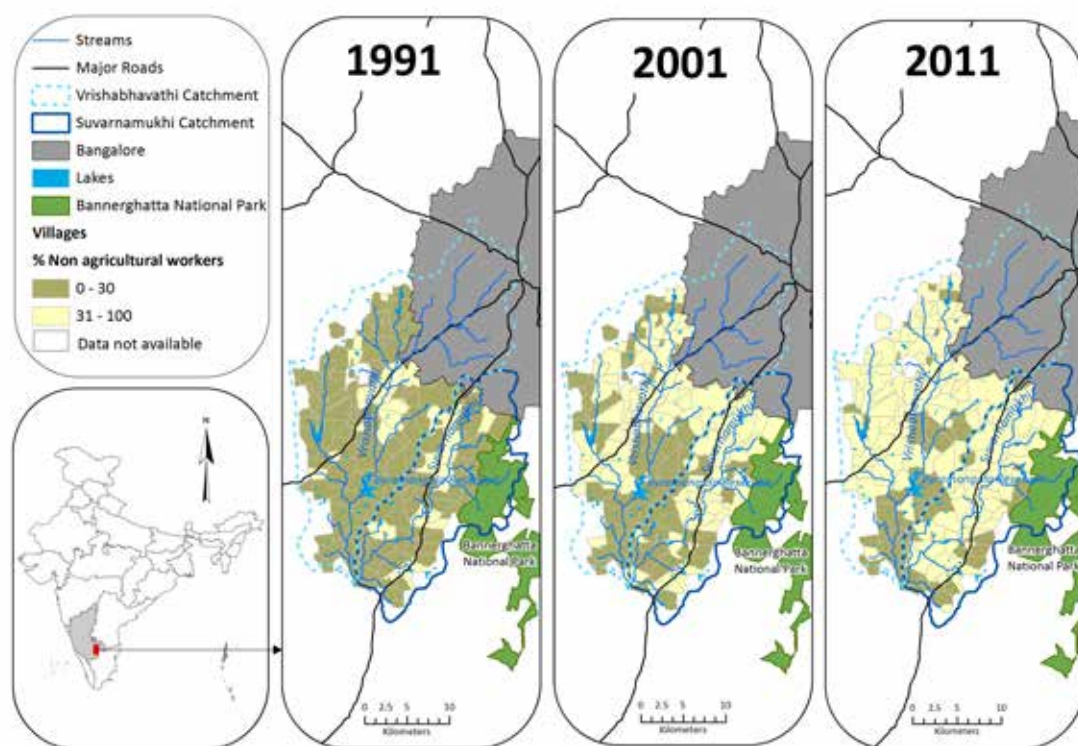 Streams
Major Roads
Vrishabhavathi Catchment
Suvarnamukhi Catchment
Bangalore
Lakes
Bannerghatta National Park
Villages
% Non agricultural workers
0 - 30
31 - 100
Data not available
N
1991
Bannerghatta
National Park
0 2.5 5 10
Kilometers
2001
Bannerghatta
National Park
0 2.5 5 10
Kilometers
2011
Bannerghatta
National Park
0 2.5 5 10
Kilometers